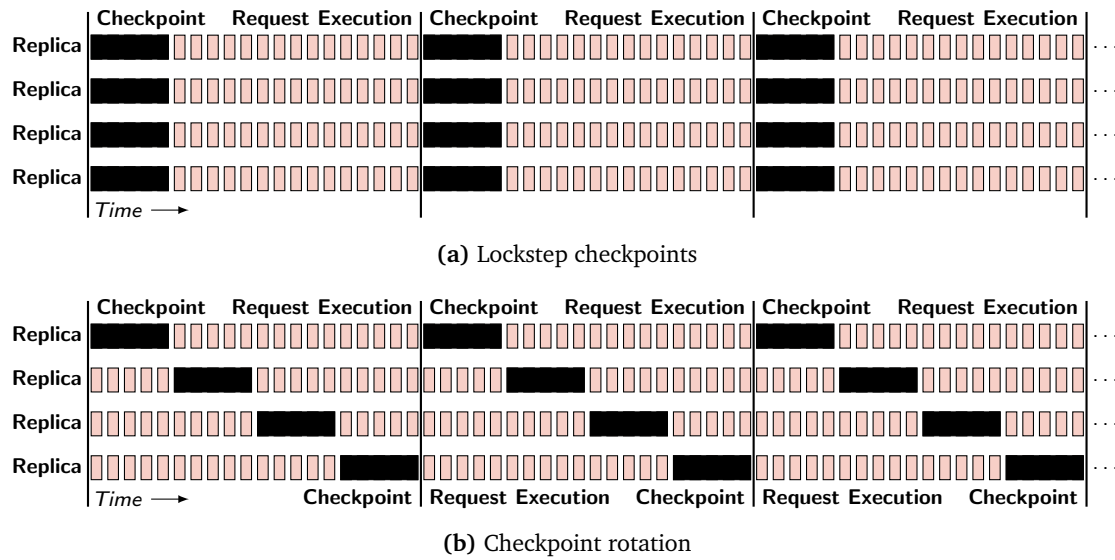 Checkpoint Request Execution Checkpoint Request Execution Checkpoint Request Execution
Replica ...
Replica ...
Replica ...
Replica ...
Time
(a) Lockstep checkpoints
Checkpoint Request Execution Checkpoint Request Execution Checkpoint Request Execution
Replica ...
Replica ...
Replica ...
Replica ...
Time Checkpoint Request Execution Checkpoint Request Execution Checkpoint
(b) Checkpoint rotation